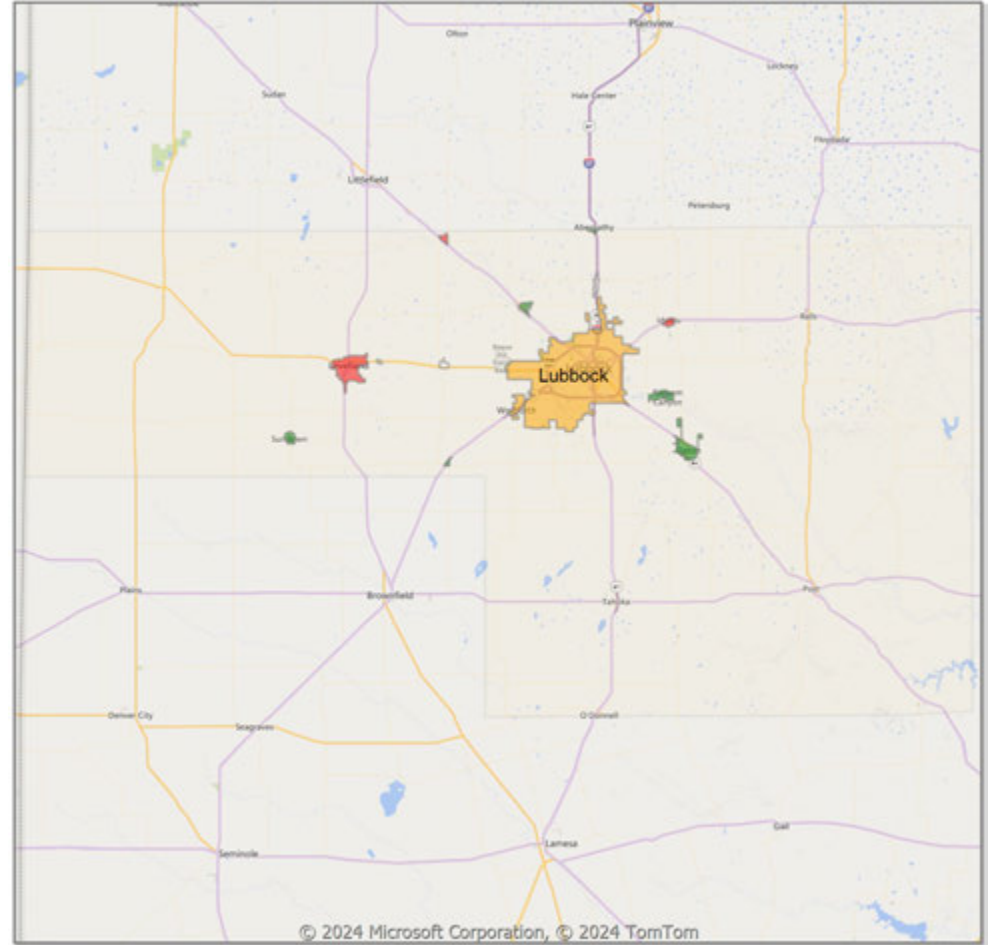 Plainview
Olton
Lockney
Sudan
Hale Center
Floydada
Littlefield
Petersburg
Abernathy
Ralls
Lubbock
Plains
Brownfield
Tahoka
Post
Denver City
Seagraves
O'Donnell
Seminole
Lamesa
Gail
© 2024 Microsoft Corporation, © 2024 TomTom